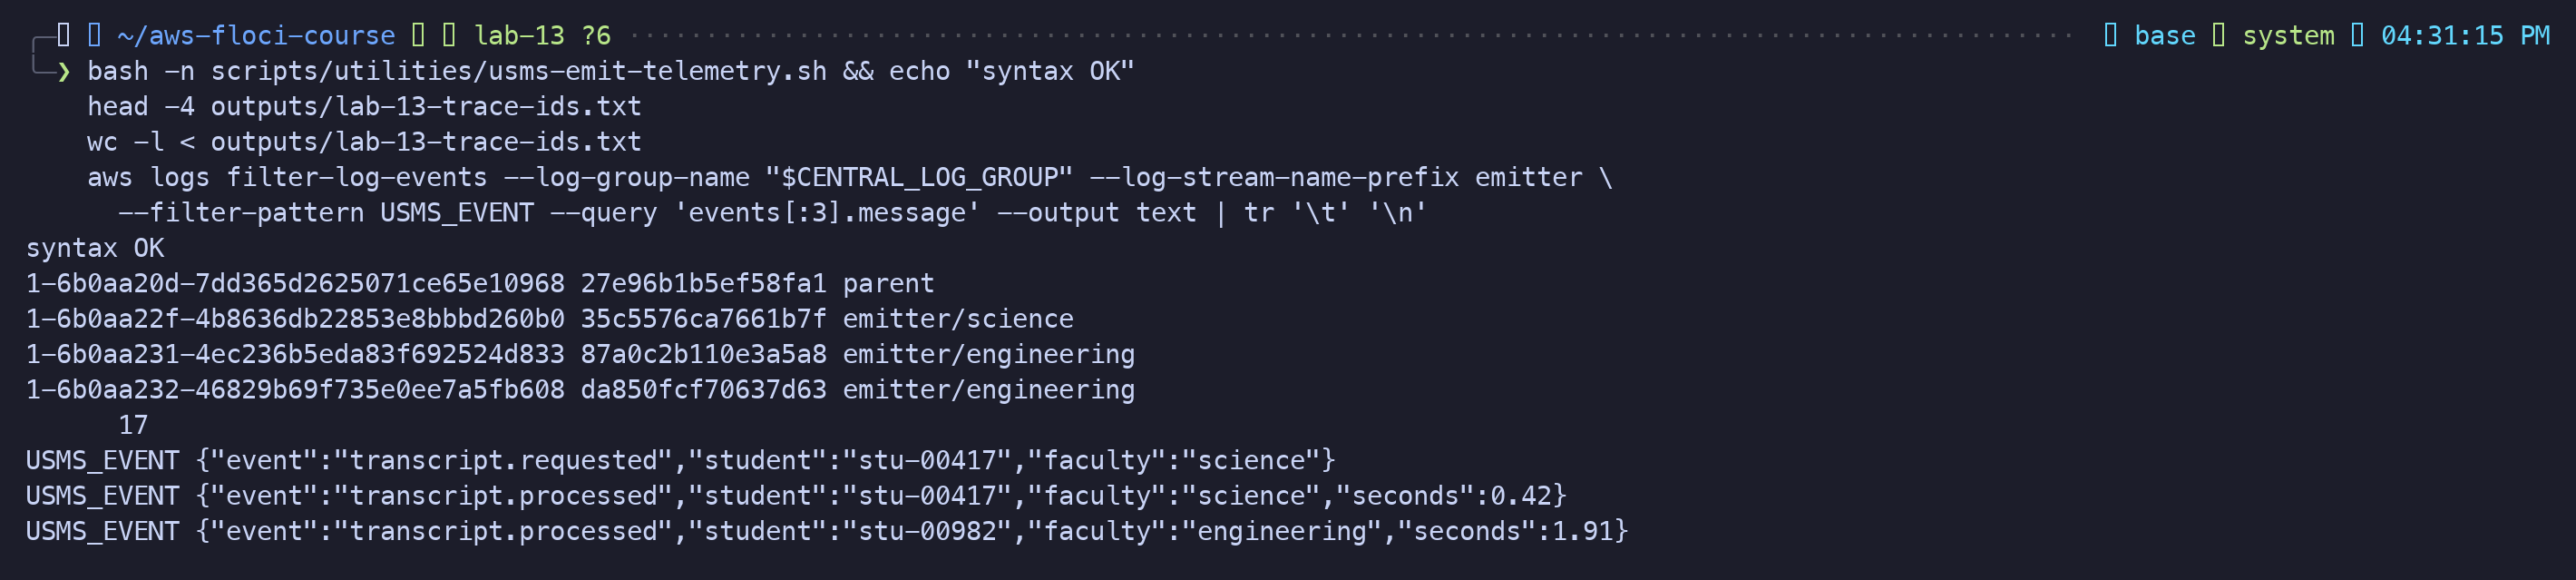 ~/aws-floci-course lab-13 ?6 base system 04:31:15 PM
❯ bash -n scripts/utilities/usms-emit-telemetry.sh && echo "syntax OK"
head -4 outputs/lab-13-trace-ids.txt
wc -l < outputs/lab-13-trace-ids.txt
aws logs filter-log-events --log-group-name "$CENTRAL_LOG_GROUP" --log-stream-name-prefix emitter \
--filter-pattern USMS_EVENT --query 'events[:3].message' --output text | tr '\t' '\n'
syntax OK
1-6b0aa20d-7dd365d2625071ce65e10968 27e96b1b5ef58fa1 parent
1-6b0aa22f-4b8636db22853e8bbbd260b0 35c5576ca7661b7f emitter/science
1-6b0aa231-4ec236b5eda83f692524d833 87a0c2b110e3a5a8 emitter/engineering
1-6b0aa232-46829b69f735e0ee7a5fb608 da850fcf70637d63 emitter/engineering
17
USMS_EVENT {"event":"transcript.requested","student":"stu-00417","faculty":"science"}
USMS_EVENT {"event":"transcript.processed","student":"stu-00417","faculty":"science","seconds":0.42}
USMS_EVENT {"event":"transcript.processed","student":"stu-00982","faculty":"engineering","seconds":1.91}